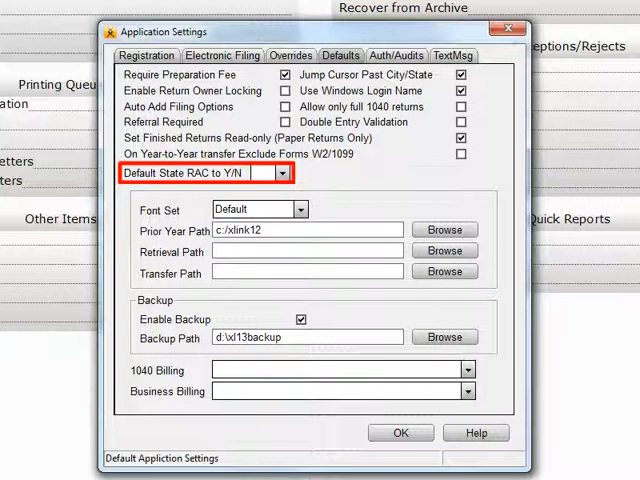 Recover from Archive
Application Settings
Registration Electronic Filing Overrides Defaults Auth/Audits TextMsg
ceptions/Rejects
Require Preparation Fee Jump Cursor Past City/State
Printing Queu
Enable Return Owner Locking Use Windows Login Name
ation
Auto Add Filing Options Allow only full 1040 returns
Referral Required Double Entry Validation
Set Finished Returns Read-only (Paper Returns Only)
On Year-to-Year transfer Exclude Forms W2/1099
etters
Default State RAC to Y/N
ters
Font Set Default
Other Items
Quick Reports
Prior Year Path c:/xlink12 Browse
Retrieval Path Browse
Transfer Path Browse
Backup
Enable Backup
Backup Path d:\xl13backup Browse
1040 Billing
Business Billing
OK Help
Default Appliction Settings